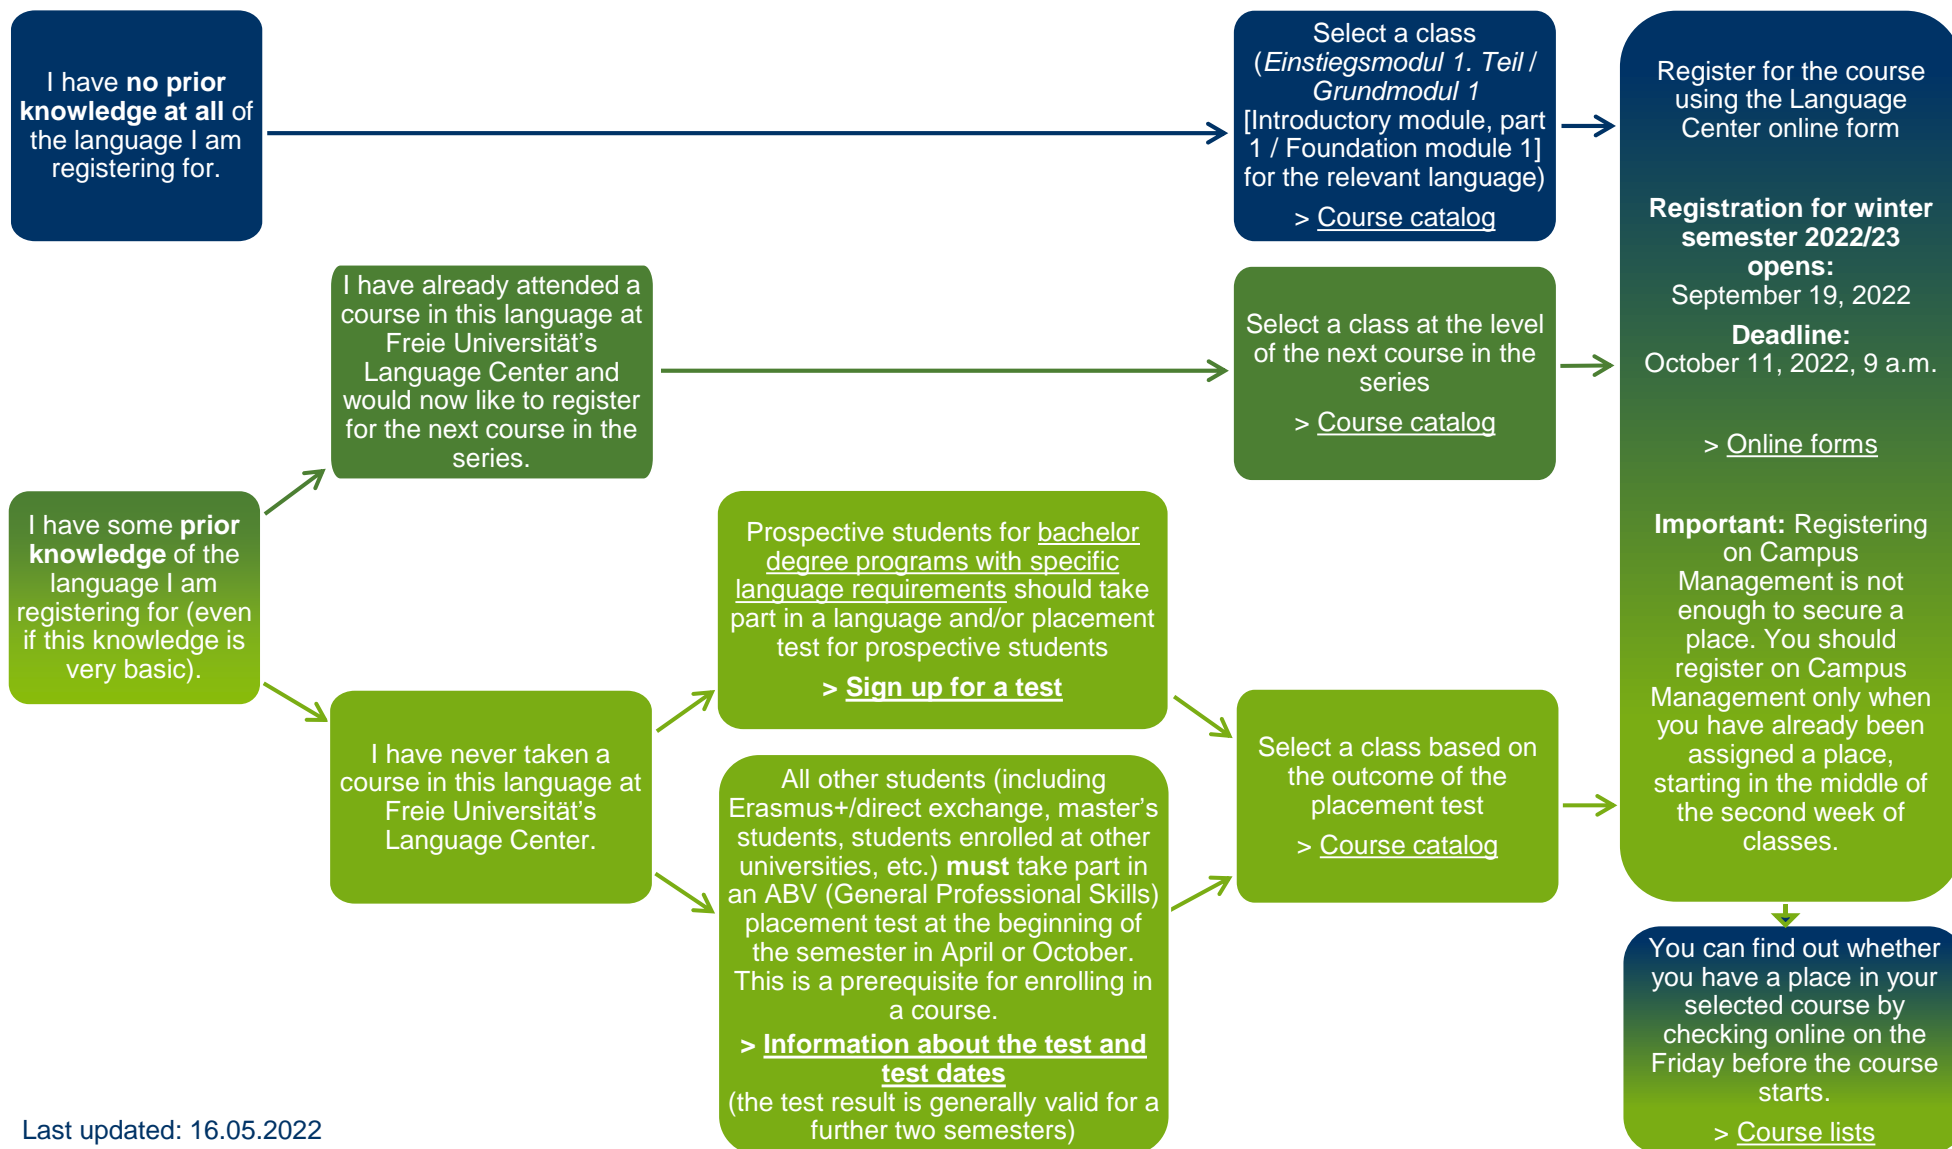 I have no prior
knowledge at all of
the language I am
registering for.
Select a class
(Einstiegsmodul 1. Teil /
Grundmodul 1
[Introductory module, part
1 / Foundation module 1]
for the relevant language)
> Course catalog
I have already attended a
course in this language at
Freie Universität’s
Language Center and
would now like to register
for the next course in the
series.
Select a class at the level
of the next course in the
series
> Course catalog
I have some prior
knowledge of the
language I am
registering for (even
if this knowledge is
very basic).
I have never taken a
course in this language at
Freie Universität’s
Language Center.
Prospective students for bachelor
degree programs with specific
language requirements should take
part in a language and/or placement
test for prospective students
> Sign up for a test
All other students (including
Erasmus+/direct exchange, master’s
students, students enrolled at other
universities, etc.) must take part in
an ABV (General Professional Skills)
placement test at the beginning of
the semester in April or October.
This is a prerequisite for enrolling in
a course.
> Information about the test and
test dates
(the test result is generally valid for a
further two semesters)
Select a class based on
the outcome of the
placement test
> Course catalog
Register for the course
using the Language
Center online form
Registration for winter
semester 2022/23
opens:
September 19, 2022
Deadline:
October 11, 2022, 9 a.m.
> Online forms
Important: Registering
on Campus
Management is not
enough to secure a
place. You should
register on Campus
Management only when
you have already been
assigned a place,
starting in the middle of
the second week of
classes.
You can find out whether
you have a place in your
selected course by
checking online on the
Friday before the course
starts.
> Course lists
Last updated: 16.05.2022